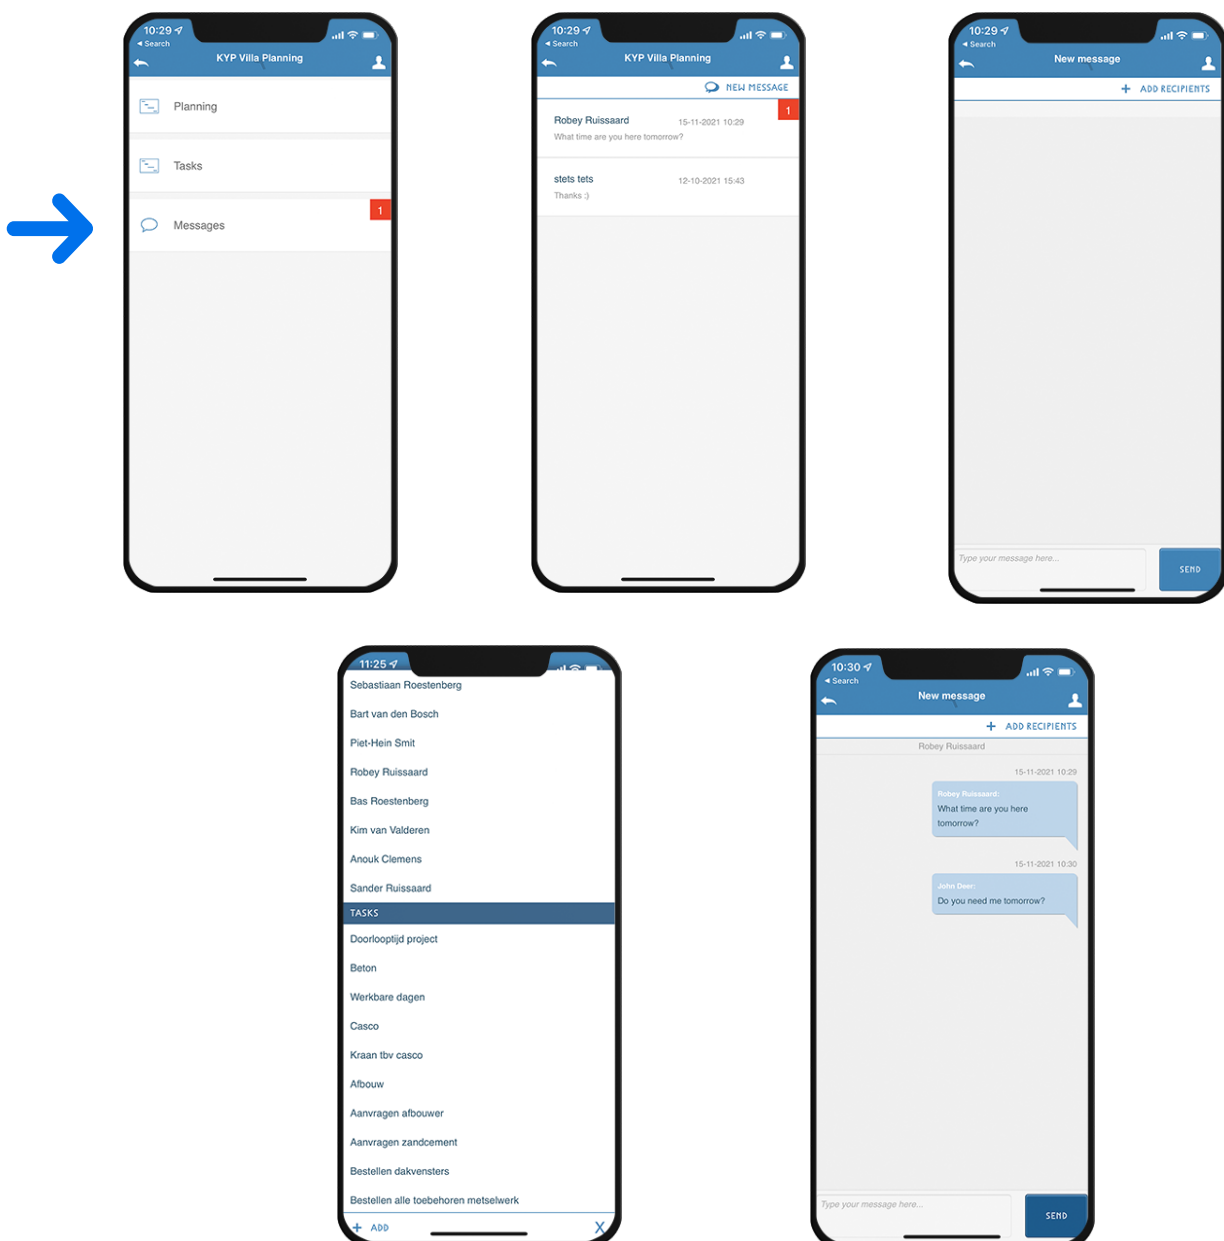 10:29
◂ Search
KYP Villa Planning
Planning
Tasks
Messages
1
10:29
◂ Search
KYP Villa Planning
NEW MESSAGE
Robey Ruissaard 15-11-2021 10:29
1
What time are you here tomorrow?
stets tets 12-10-2021 15:43
Thanks :)
10:29
◂ Search
New message
+ ADD RECIPIENTS
Type your message here...
SEND
11:25
Sebastiaan Roestenberg
Bart van den Bosch
Piet-Hein Smit
Robey Ruissaard
Bas Roestenberg
Kim van Valderen
Anouk Clemens
Sander Ruissaard
TASKS
Doorlooptijd project
Beton
Werkbare dagen
Casco
Kraan tbv casco
Afbouw
Aanvragen afbouwer
Aanvragen zandcement
Bestellen dakvensters
Bestellen alle toebehoren metselwerk
+ ADD X
10:30
◂ Search
New message
+ ADD RECIPIENTS
Robey Ruissaard
15-11-2021 10:29
Robey Ruissaard:
What time are you here
tomorrow?
15-11-2021 10:30
John Deer:
Do you need me tomorrow?
Type your message here...
SEND